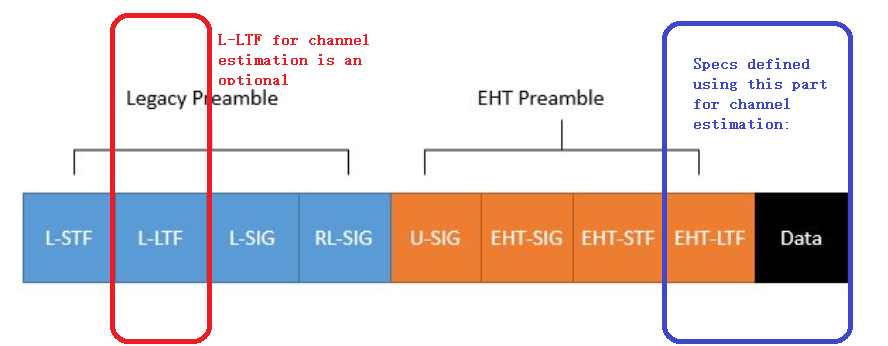 L-LTF for channel
estimation is an
optional
Specs defined
using this part
for channel
estimation:
Legacy Preamble
EHT Preamble
L-STF
L-LTF
L-SIG
RL-SIG
U-SIG
EHT-SIG
EHT-STF
EHT-LTF
Data